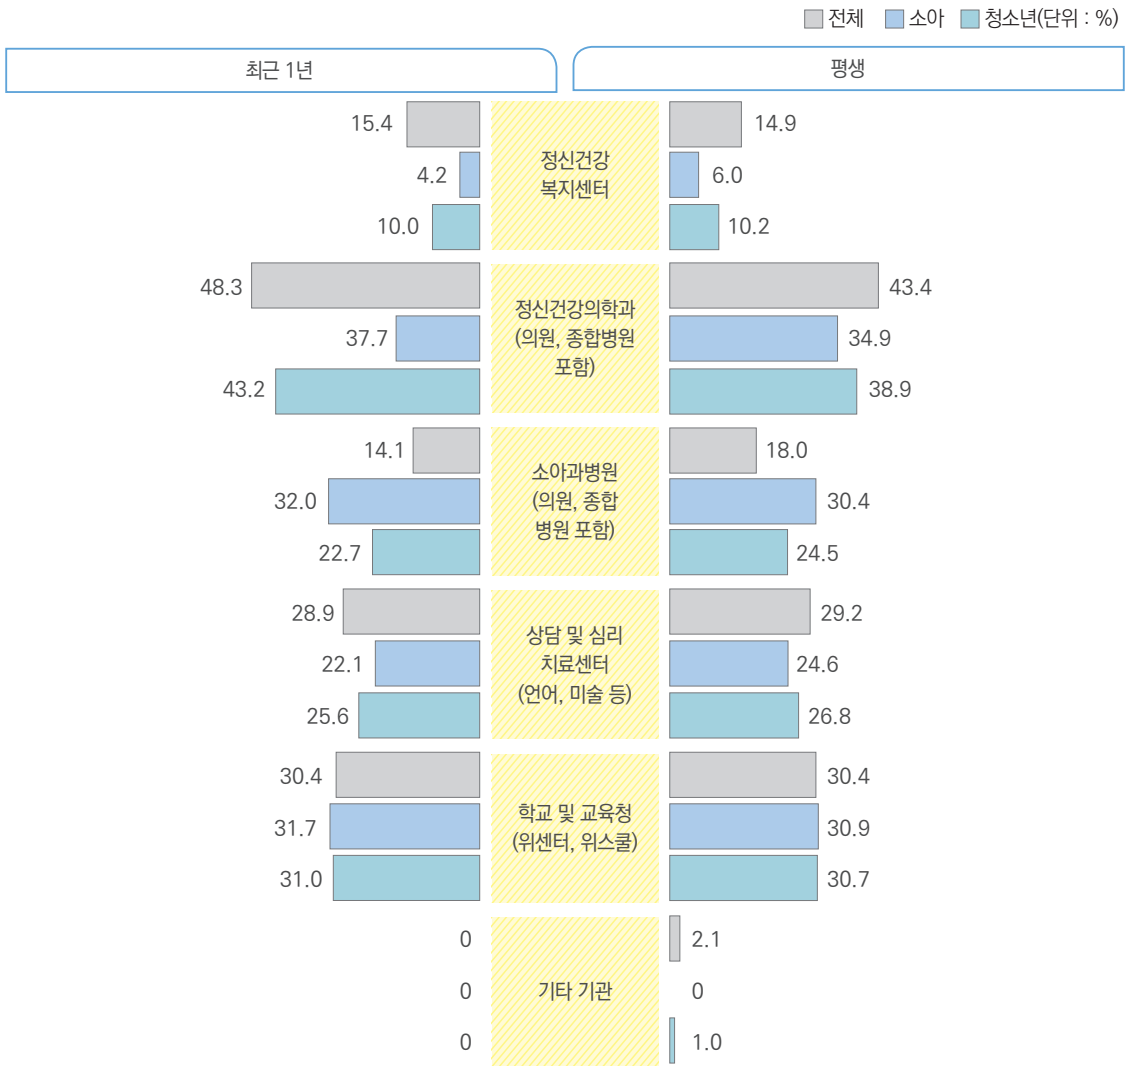 전체 소아 청소년(단위 : %)
최근 1년 평생
15.4 14.9
4.2 6.0
10.0 10.2
정신건강
복지센터
48.3 43.4
37.7 34.9
43.2 38.9
정신건강의학과
(의원, 종합병원
포함)
14.1 18.0
32.0 30.4
22.7 24.5
소아과병원
(의원, 종합
병원 포함)
28.9 29.2
22.1 24.6
25.6 26.8
상담 및 심리
치료센터
(언어, 미술 등)
30.4 30.4
31.7 30.9
31.0 30.7
학교 및 교육청
(위센터, 위스쿨)
0 2.1
0 기타 기관 0
0 1.0